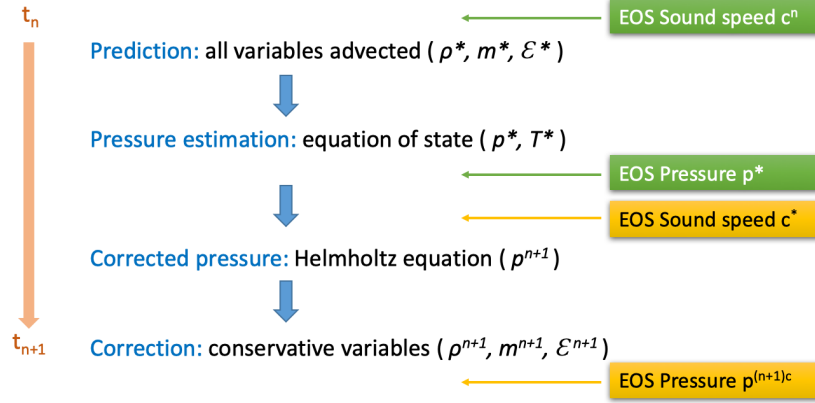 tn
EOS Sound speed cⁿ
Prediction: all variables advected ( ρ*, m*, ℰ* )
Pressure estimation: equation of state ( p*, T* )
EOS Pressure p*
EOS Sound speed c*
Corrected pressure: Helmholtz equation ( pⁿ⁺¹ )
tn+1
Correction: conservative variables ( ρⁿ⁺¹, mⁿ⁺¹, ℰⁿ⁺¹ )
EOS Pressure p⁽ⁿ⁺¹⁾ᶜ